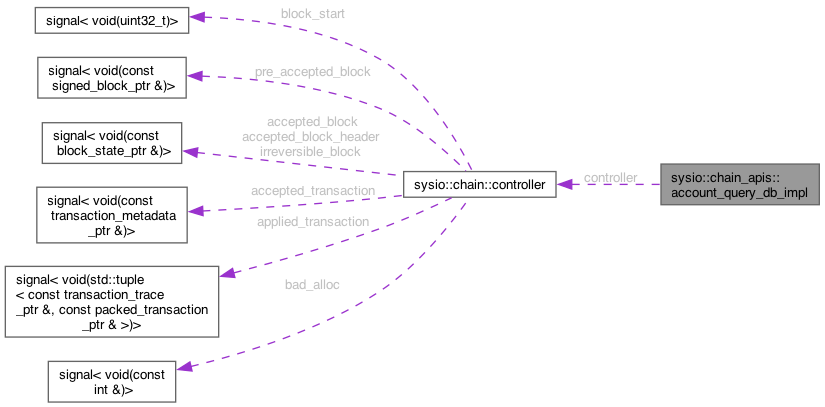 signal< void(uint32_t)>
block_start
signal< void(const
signed_block_ptr &)>
pre_accepted_block
signal< void(const
block_state_ptr &)>
accepted_block
accepted_block_header
irreversible_block
signal< void(const
transaction_metadata
_ptr &)>
accepted_transaction
applied_transaction
signal< void(std::tuple
< const transaction_trace
_ptr &, const packed_transaction
_ptr & >)>
bad_alloc
signal< void(const
int &)>
sysio::chain::controller
controller
sysio::chain_apis::
account_query_db_impl